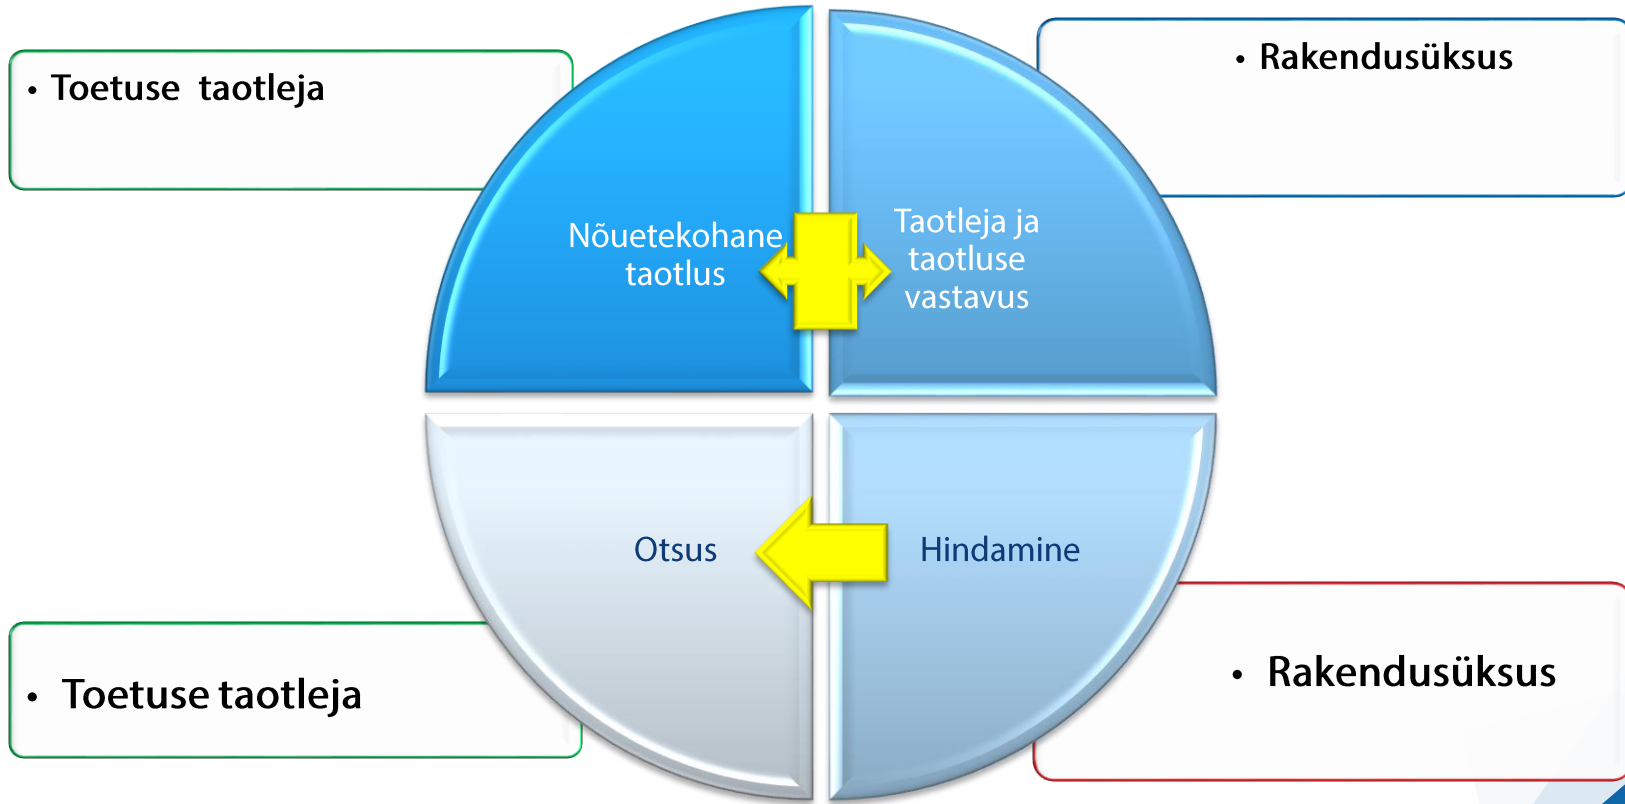 • Toetuse taotleja
• Rakendusüksus
Nõuetekohane
taotlus
Taotleja ja
taotluse
vastavus
Otsus
Hindamine
• Toetuse taotleja
• Rakendusüksus